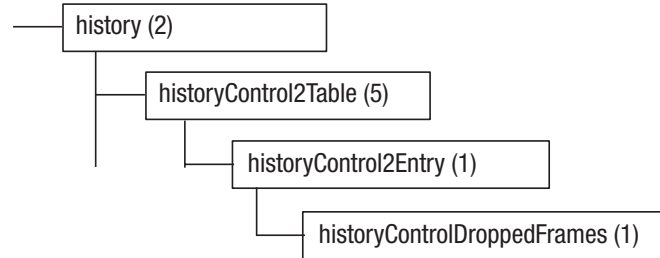 history (2)
historyControl2Table (5)
historyControl2Entry (1)
historyControlDroppedFrames (1)